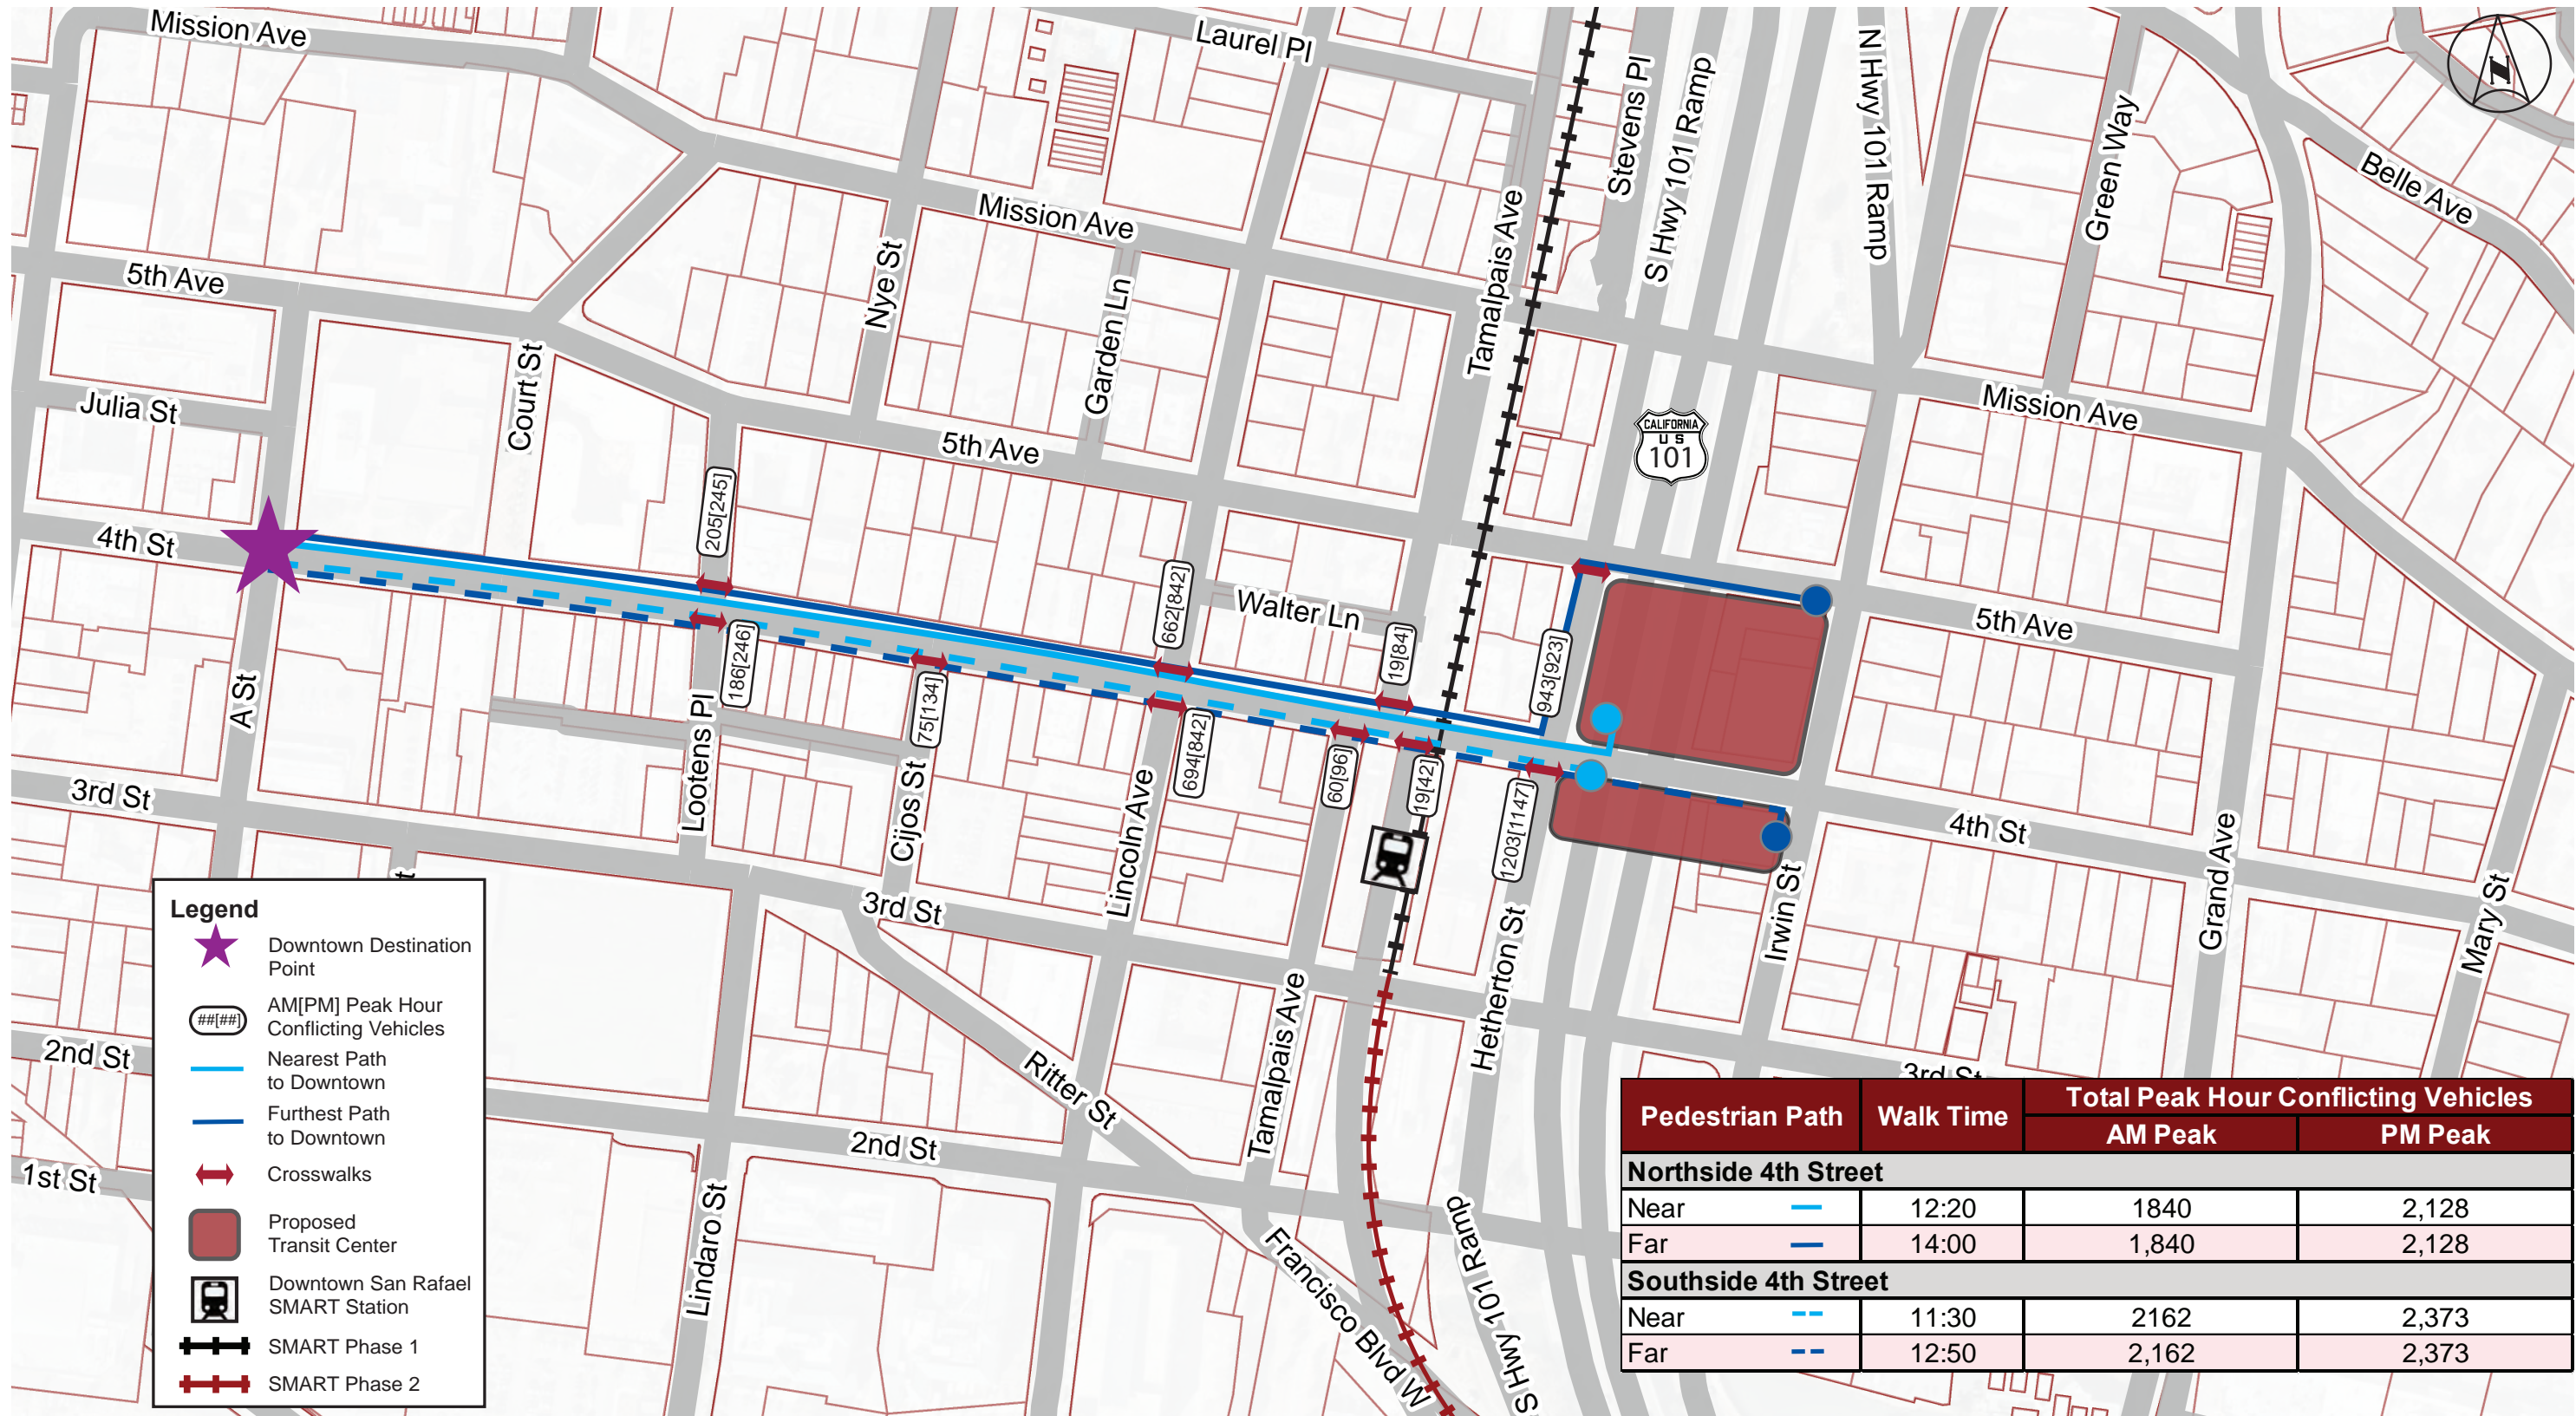 Mission Ave
Laurel Pl
Stevens Pl
S Hwy 101 Ramp
N Hwy 101 Ramp
Green Way
Belle Ave
N
Mission Ave
Tamalpais Ave
5th Ave
Nye St
Garden Ln
Court St
Julia St
CALIFORNIA
U S
101
Mission Ave
5th Ave
4th St
205[245]
662[842]
Walter Ln
19[84]
943[923]
5th Ave
186[246]
75[134]
694[842]
60[96]
19[42]
1203[1147]
A St
Lootens Pl
Cijos St
Lincoln Ave
3rd St
4th St
Grand Ave
Mary St
Irwin St
Hetherton St
3rd St
Tamalpais Ave
t
2nd St
1st St
Ritter St
2nd St
Lindaro St
Francisco Blvd W
S Hwy 101 Ramp
S H
3rd St
Legend
Downtown Destination
Point
##[##]
AM[PM] Peak Hour
Conflicting Vehicles
Nearest Path
to Downtown
Furthest Path
to Downtown
Crosswalks
Proposed
Transit Center
Downtown San Rafael
SMART Station
SMART Phase 1
SMART Phase 2
Pedestrian Path Walk Time Total Peak Hour Conflicting Vehicles
AM Peak PM Peak
Northside 4th Street
Near 12:20 1840 2,128
Far 14:00 1,840 2,128
Southside 4th Street
Near 11:30 2162 2,373
Far 12:50 2,162 2,373